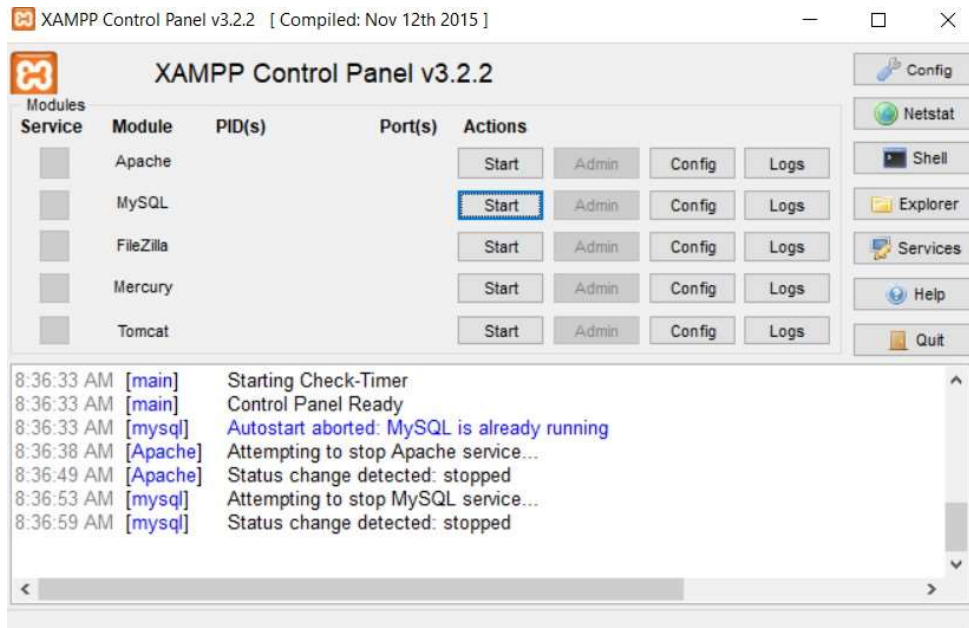 XAMPP Control Panel v3.2.2 [ Compiled: Nov 12th 2015 ]
XAMPP Control Panel v3.2.2
Config
Modules
Service Module PID(s) Port(s) Actions
Netstat
Apache Start Admin Config Logs
Shell
MySQL Start Admin Config Logs
Explorer
FileZilla Start Admin Config Logs
Services
Mercury Start Admin Config Logs
Help
Tomcat Start Admin Config Logs
Quit
8:36:33 AM [main] Starting Check-Timer
8:36:33 AM [main] Control Panel Ready
8:36:33 AM [mysql] Autostart aborted: MySQL is already running
8:36:38 AM [Apache] Attempting to stop Apache service...
8:36:49 AM [Apache] Status change detected: stopped
8:36:53 AM [mysql] Attempting to stop MySQL service...
8:36:59 AM [mysql] Status change detected: stopped